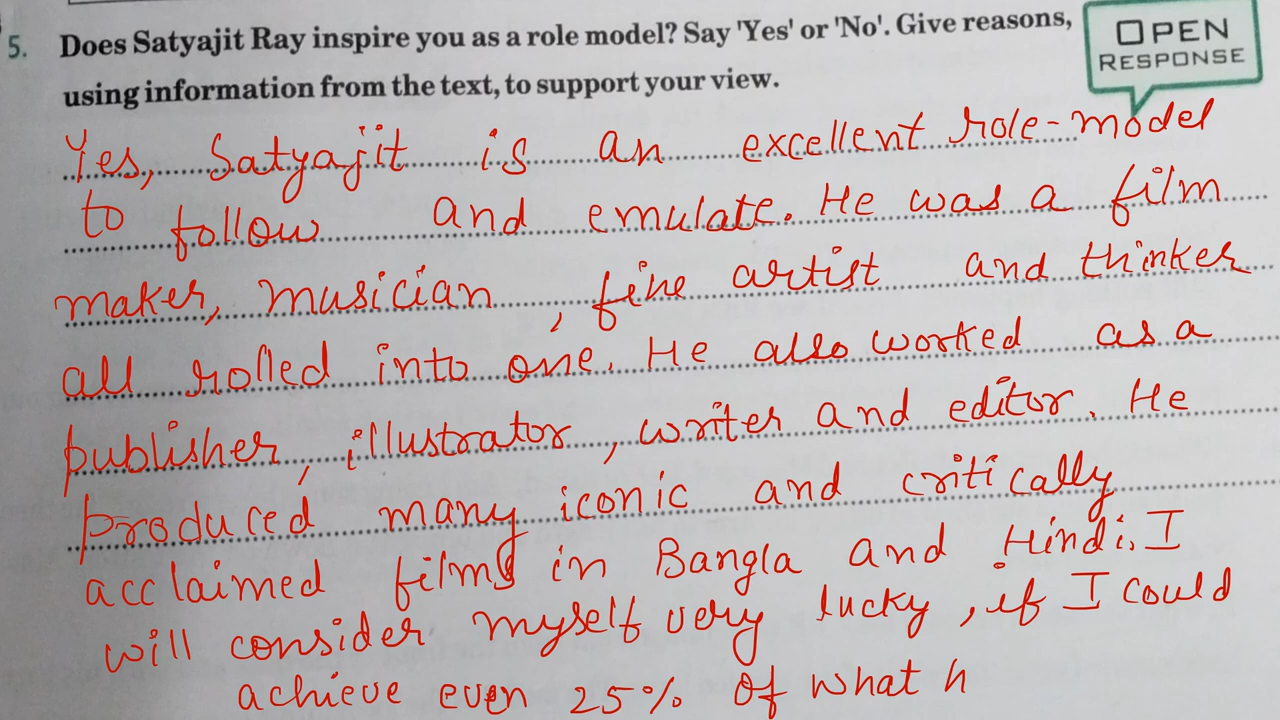 5. Does Satyajit Ray inspire you as a role model? Say 'Yes' or 'No'. Give reasons,
using information from the text, to support your view.
OPEN
RESPONSE
Yes, Satyajit is an excellent role-model
to follow and emulate. He was a film
maker, musician, fine artist and thinker
all rolled into one. He also worked as a
publisher, illustrator, writer and editor. He
produced many iconic and critically
acclaimed films in Bangla and Hindi. I
will consider myself very lucky, if I could
achieve even 25% of what h